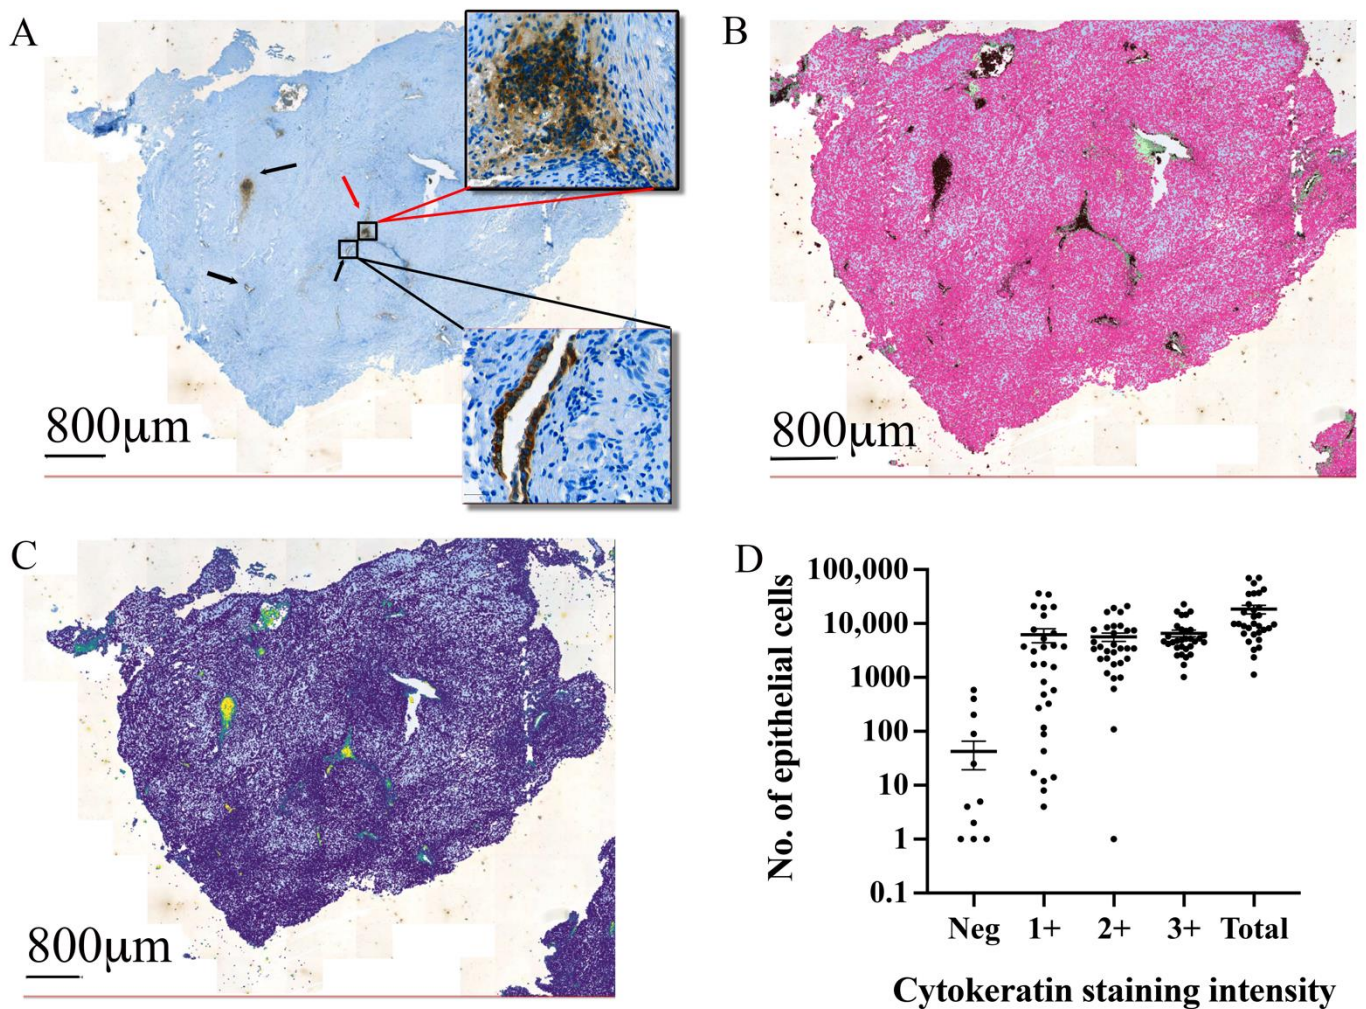 A
B
800µm
800µm
C
D
800µm
No. of epithelial cells
100,000
10,000
1000
100
10
1
0.1
Neg 1+ 2+ 3+ Total
Cytokeratin staining intensity